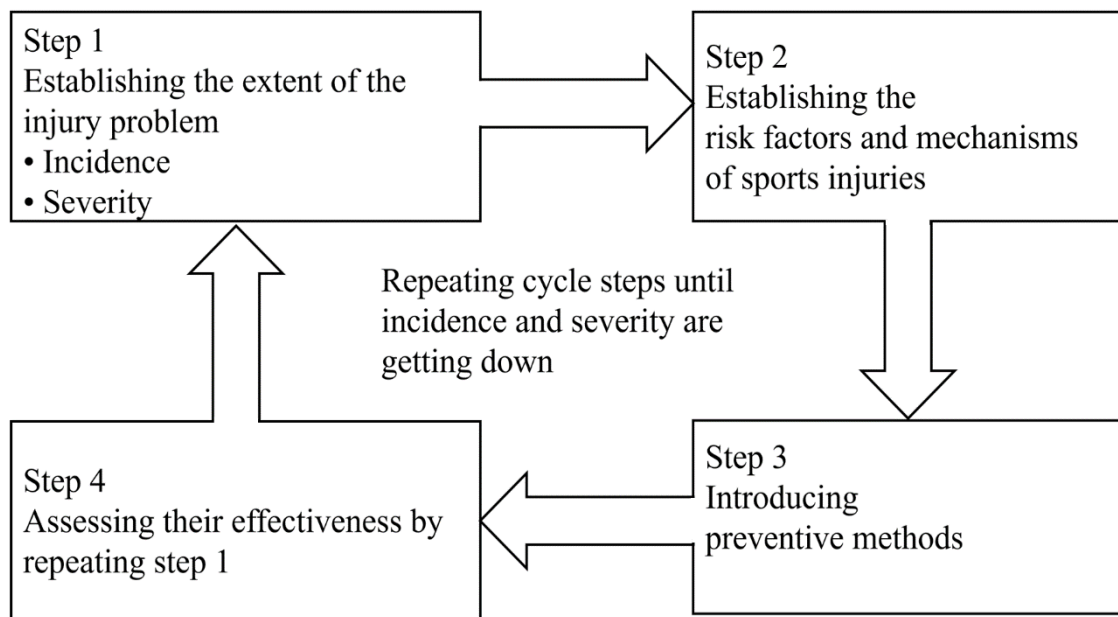 Step 1
Establishing the extent of the
injury problem
• Incidence
• Severity
Step 2
Establishing the
risk factors and mechanisms
of sports injuries
Repeating cycle steps until
incidence and severity are
getting down
Step 3
Introducing
preventive methods
Step 4
Assessing their effectiveness by
repeating step 1